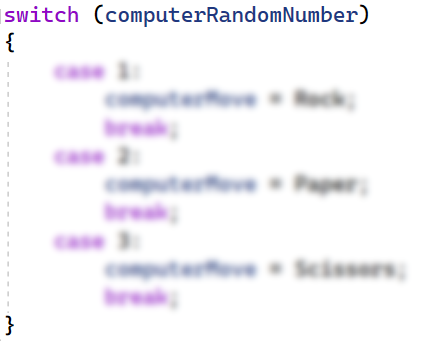 switch (computerRandomNumber)
{
case 1:
computerMove = Rock;
break;
case 2:
computerMove = Paper;
break;
case 3:
computerMove = Scissors;
break;
}